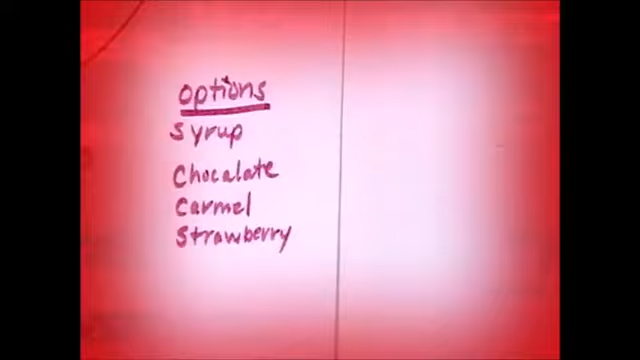 options
Syrup
Chocalate
Carmel
Strawberry